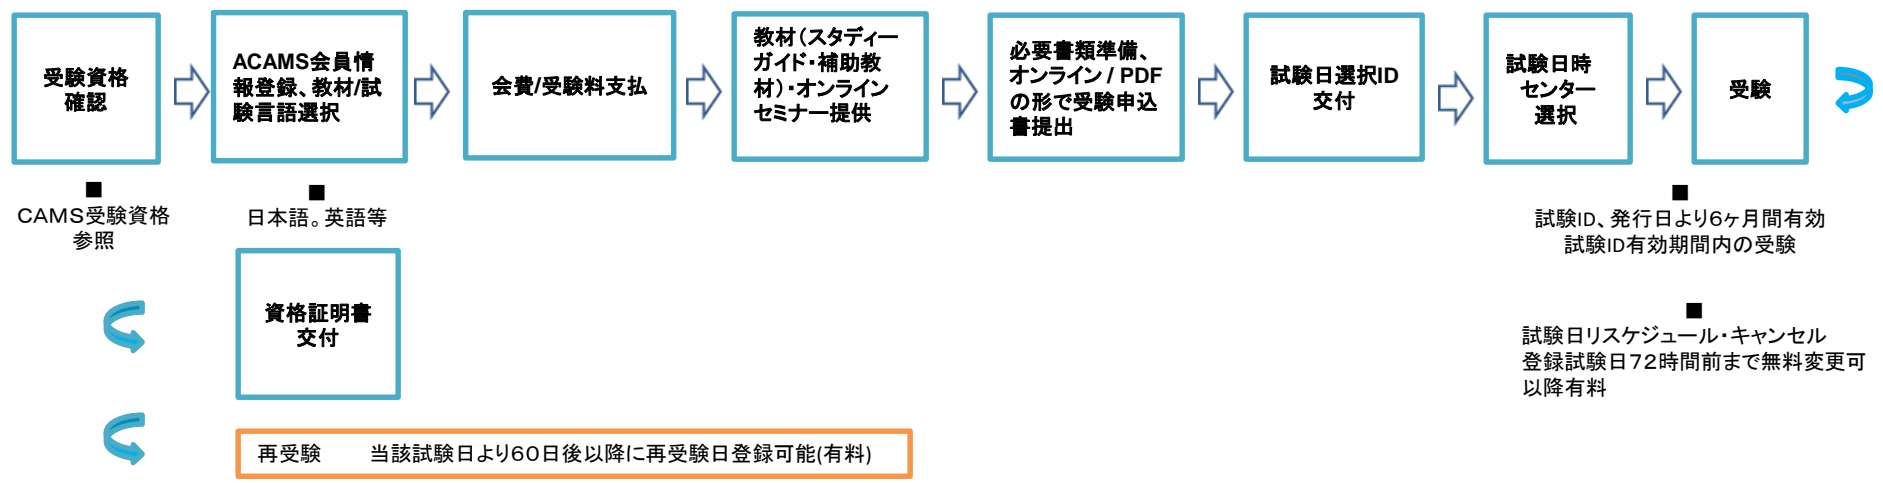 受験資格
確認
ACAMS会員情
報登録、教材/試
験言語選択
会費/受験料支払
教材(スタディー
ガイド・補助教
材)・オンライン
セミナー提供
必要書類準備、
オンライン / PDF
の形で受験申込
書提出
試験日選択ID
交付
試験日時
センター
選択
受験
■
CAMS受験資格
参照
■
日本語。英語等
■
試験ID、発行日より6ヶ月間有効
試験ID有効期間内の受験
資格証明書
交付
■
試験日リスケジュール・キャンセル
登録試験日72時間前まで無料変更可
以降有料
再受験　　当該試験日より60日後以降に再受験日登録可能(有料)